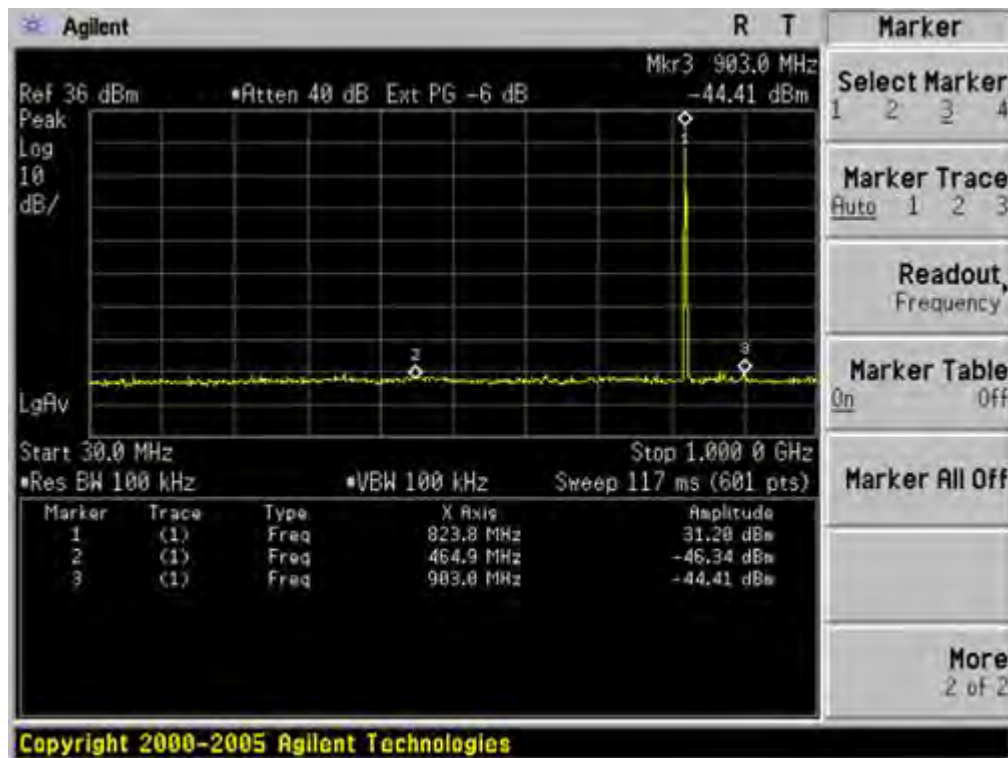 Agilent R T
Mkr3 903.0 MHz
Ref 36 dBm *Atten 40 dB Ext PG -6 dB -44.41 dBm
Peak
Log
10
dB/
1
2
3
LgAv
Start 30.0 MHz Stop 1.000 0 GHz
*Res BW 100 kHz *VBW 100 kHz Sweep 117 ms (601 pts)
Marker Trace Type X Axis Amplitude
1 (1) Freq 823.8 MHz 31.20 dBm
2 (1) Freq 464.9 MHz -46.34 dBm
3 (1) Freq 903.0 MHz -44.41 dBm
Copyright 2000-2005 Agilent Technologies
Marker
Select Marker
1 2 3 4
Marker Trace
Auto 1 2 3
Readout
Frequency
Marker Table
On Off
Marker All Off
More
2 of 2